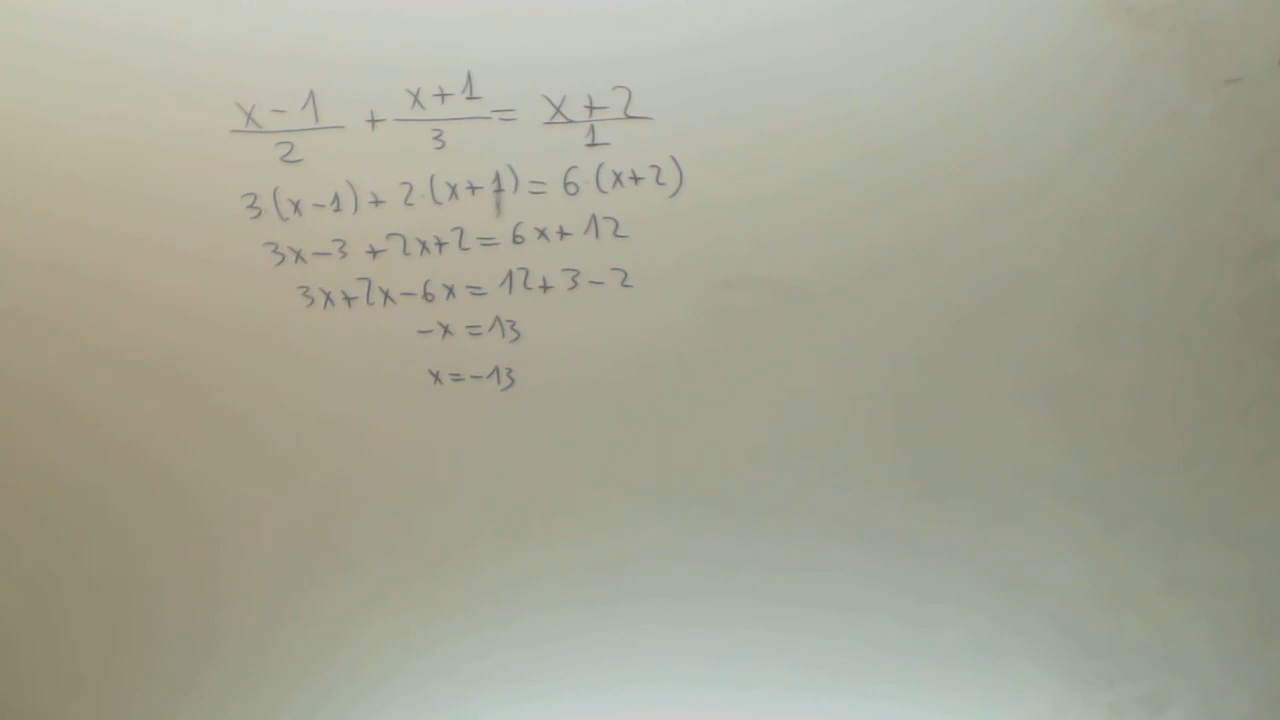 x-1/2 + x+1/3 = x+2/1
3·(x-1)+2·(x+1)=6·(x+2)
3x-3+2x+2=6x+12
3x+2x-6x=12+3-2
-x=13
x=-13